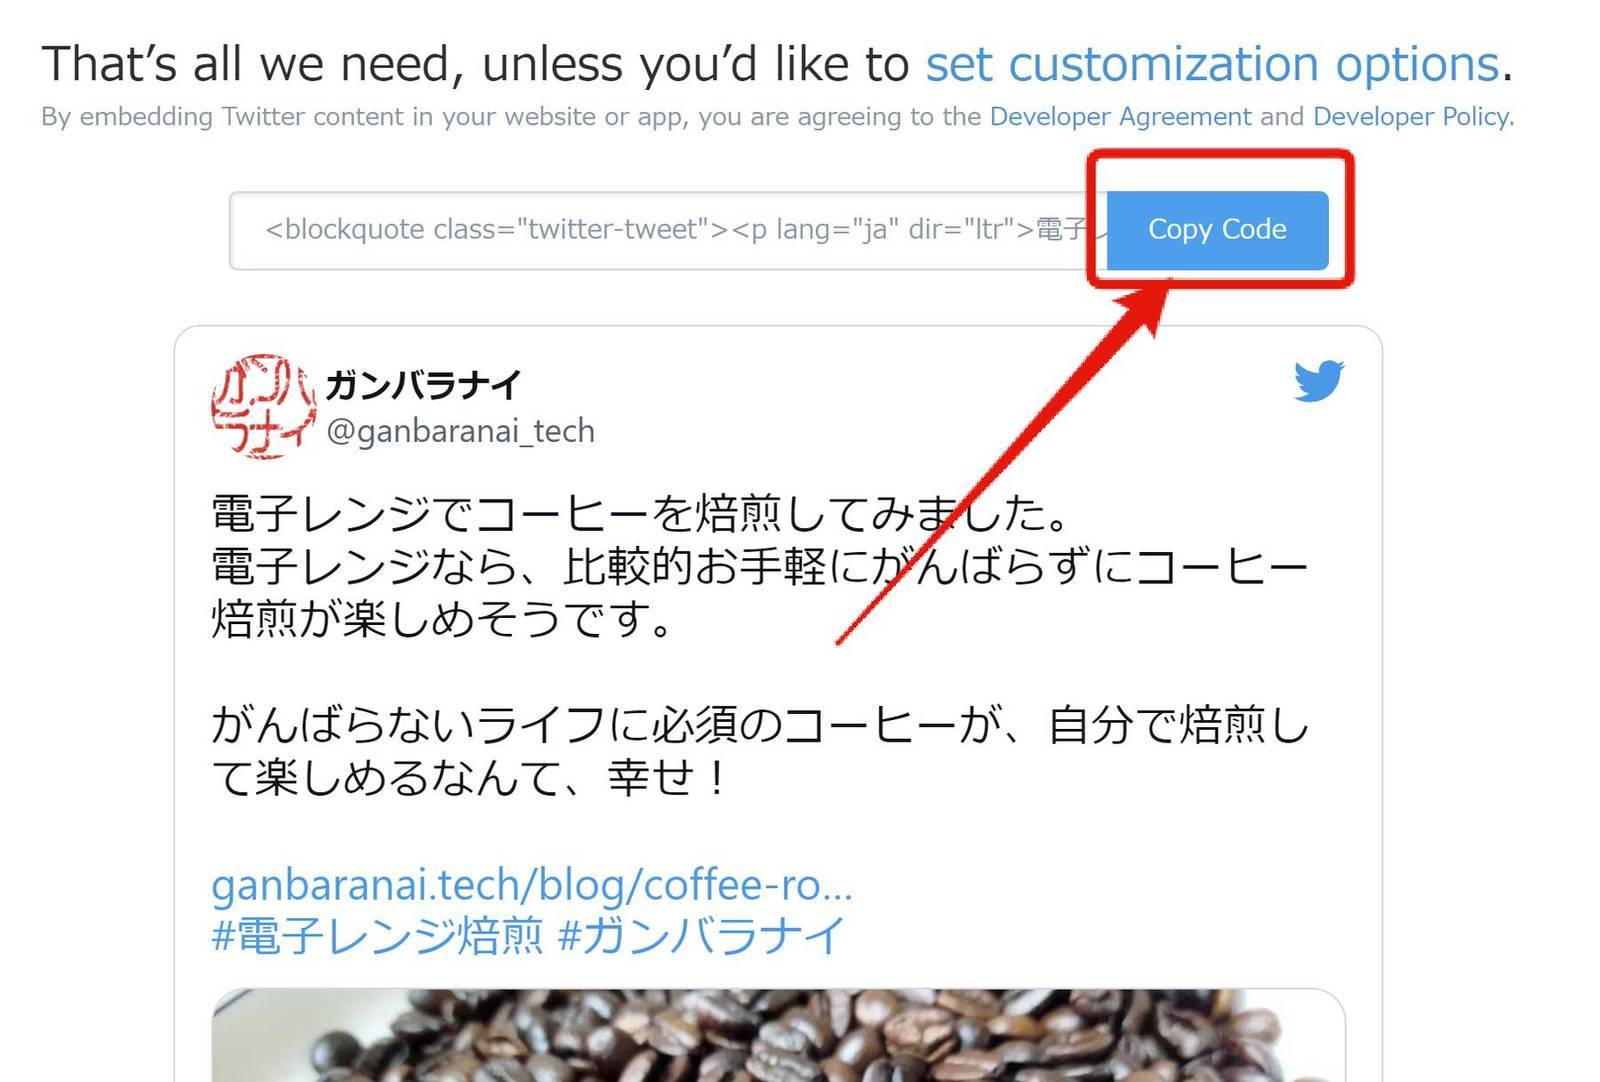 That’s all we need, unless you’d like to set customization options.
By embedding Twitter content in your website or app, you are agreeing to the Developer Agreement and Developer Policy.
<blockquote class="twitter-tweet"><p lang="ja" dir="ltr">電子レ
Copy Code
ガンバラナイ
ガンバ
ラナイ
@ganbaranai_tech
電子レンジでコーヒーを焙煎してみました。
電子レンジなら、比較的お手軽にがんばらずにコーヒー
焙煎が楽しめそうです。
がんばらないライフに必須のコーヒーが、自分で焙煎し
て楽しめるなんて、幸せ！
ganbaranai.tech/blog/coffee-ro…
#電子レンジ焙煎 #ガンバラナイ